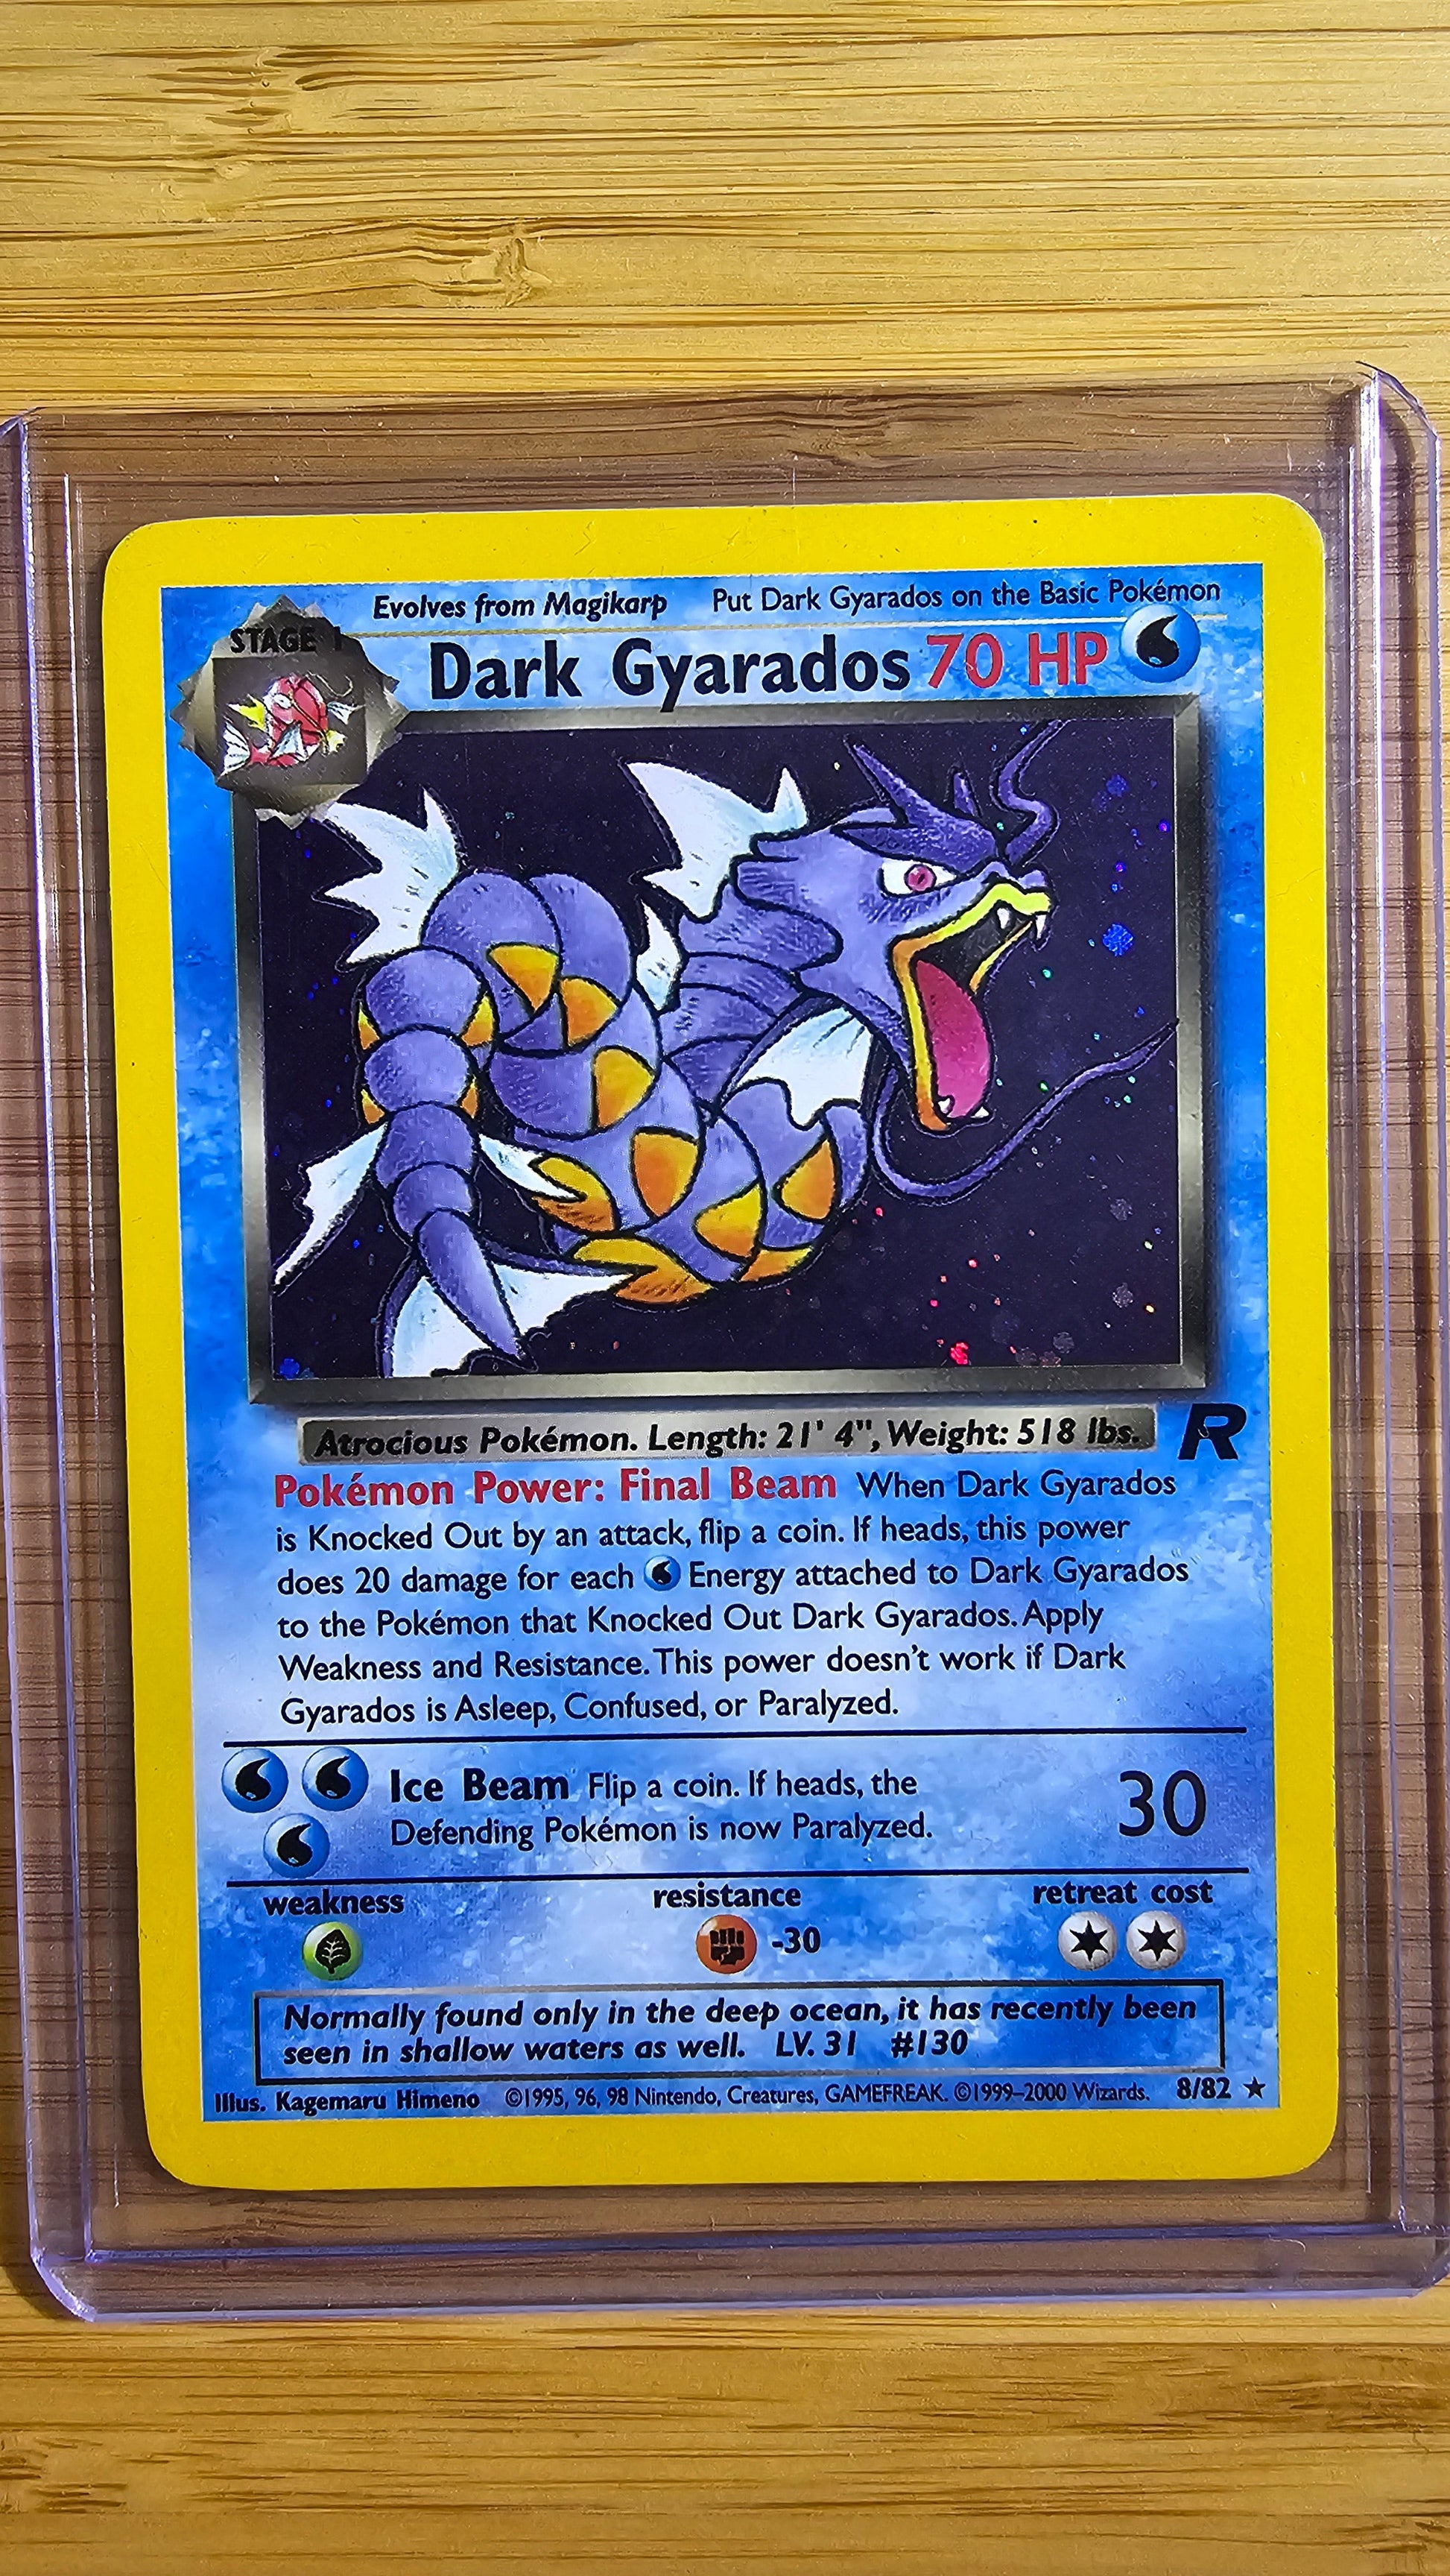 Evolves from Magikarp Put Dark Gyarados on the Basic Pokémon
STAGE 1
Dark Gyarados 70 HP
Atrocious Pokémon. Length: 21' 4", Weight: 518 lbs.
R
Pokémon Power: Final Beam When Dark Gyarados
is Knocked Out by an attack, flip a coin. If heads, this power
does 20 damage for each Energy attached to Dark Gyarados
to the Pokémon that Knocked Out Dark Gyarados. Apply
Weakness and Resistance. This power doesn't work if Dark
Gyarados is Asleep, Confused, or Paralyzed.
Ice Beam Flip a coin. If heads, the
Defending Pokémon is now Paralyzed.
30
weakness resistance retreat cost
-30
Normally found only in the deep ocean, it has recently been
seen in shallow waters as well. LV. 31 #130
Illus. Kagemaru Himeno ©1995, 96, 98 Nintendo, Creatures, GAMEFREAK. ©1999–2000 Wizards. 8/82 ★